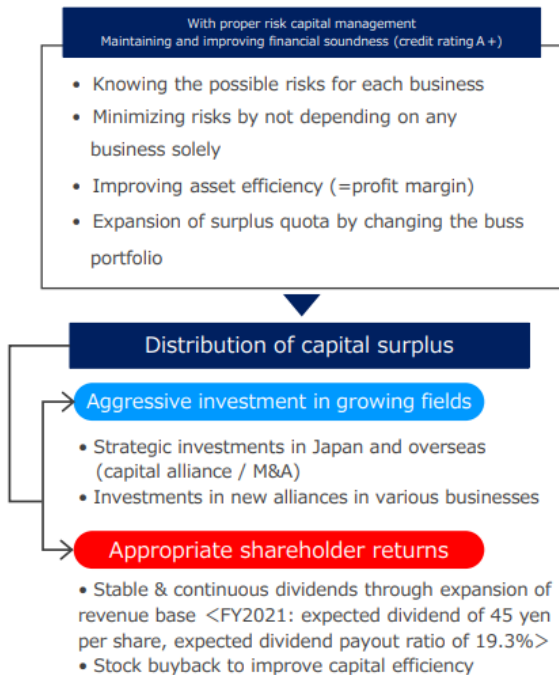 With proper risk capital management
Maintaining and improving financial soundness (credit rating A+)
• Knowing the possible risks for each business
• Minimizing risks by not depending on any
business solely
• Improving asset efficiency (=profit margin)
• Expansion of surplus quota by changing the buss
portfolio
Distribution of capital surplus
Aggressive investment in growing fields
• Strategic investments in Japan and overseas
(capital alliance / M&A)
• Investments in new alliances in various businesses
Appropriate shareholder returns
• Stable & continuous dividends through expansion of
revenue base <FY2021: expected dividend of 45 yen
per share, expected dividend payout ratio of 19.3%>
• Stock buyback to improve capital efficiency